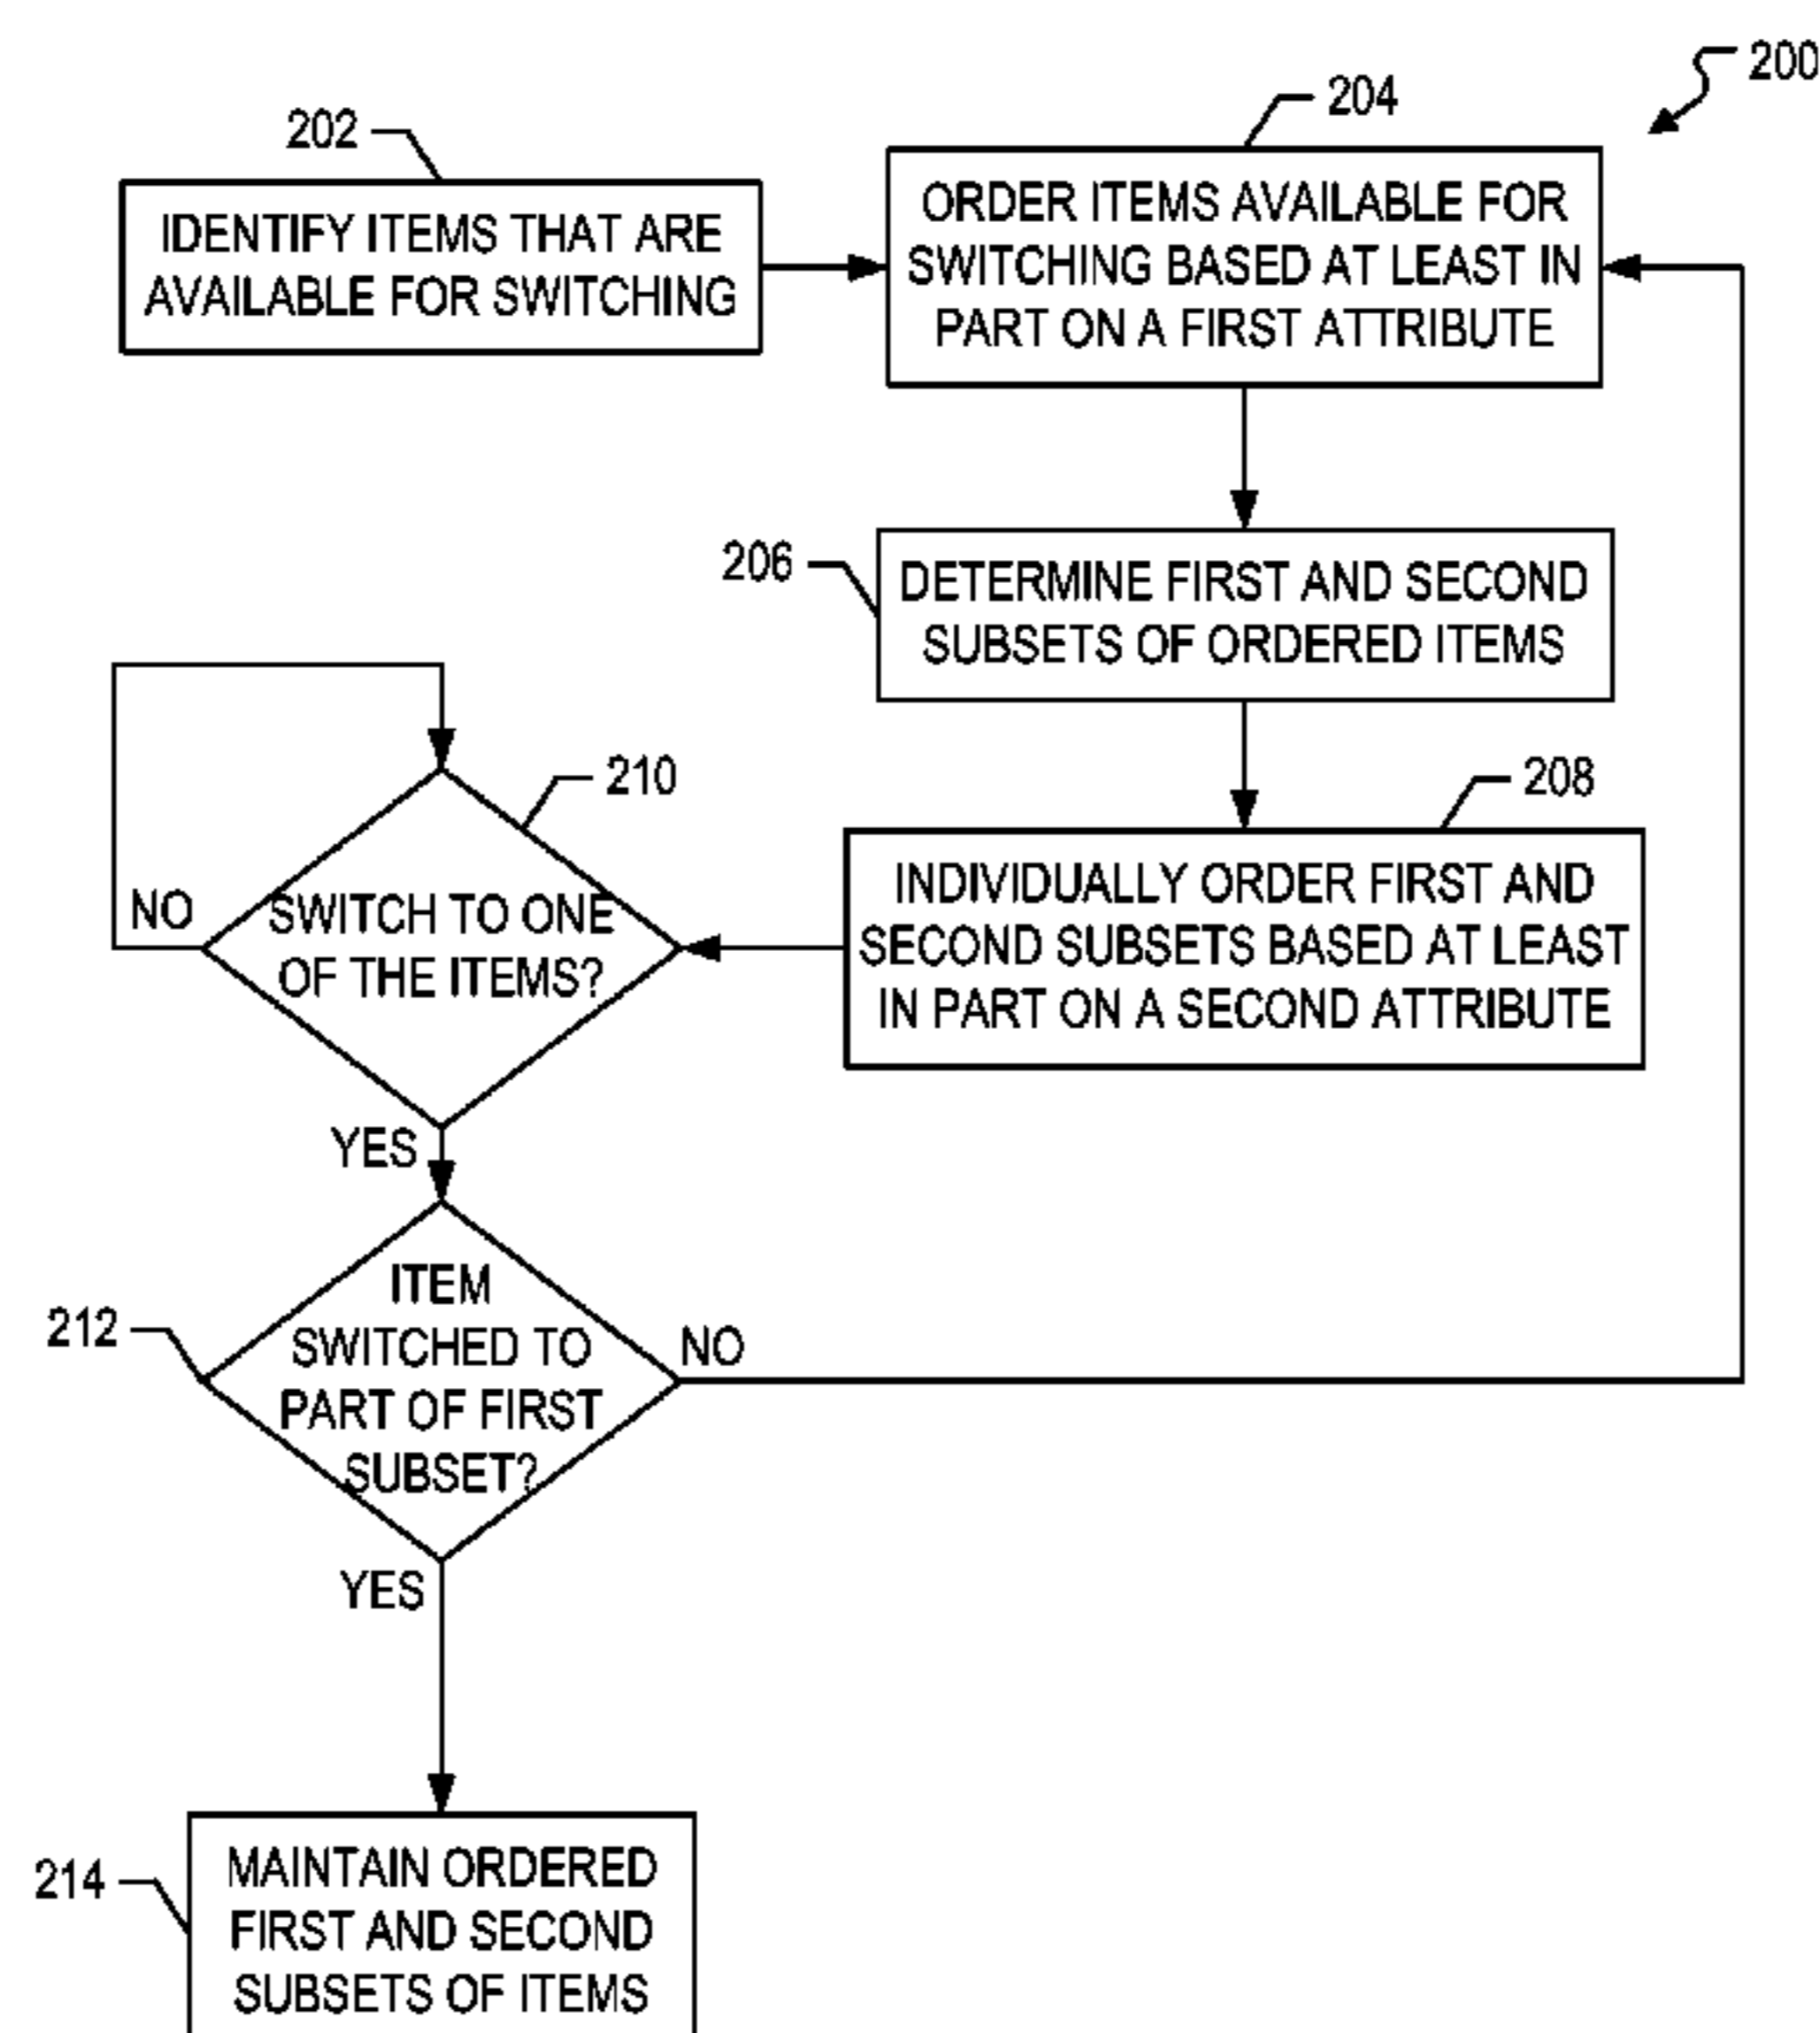 200
202
204
IDENTIFY ITEMS THAT ARE
AVAILABLE FOR SWITCHING
ORDER ITEMS AVAILABLE FOR
SWITCHING BASED AT LEAST IN
PART ON A FIRST ATTRIBUTE
206
DETERMINE FIRST AND SECOND
SUBSETS OF ORDERED ITEMS
208
INDIVIDUALLY ORDER FIRST AND
SECOND SUBSETS BASED AT LEAST
IN PART ON A SECOND ATTRIBUTE
210
SWITCH TO ONE
OF THE ITEMS?
NO
YES
212
ITEM
SWITCHED TO
PART OF FIRST
SUBSET?
NO
YES
214
MAINTAIN ORDERED
FIRST AND SECOND
SUBSETS OF ITEMS